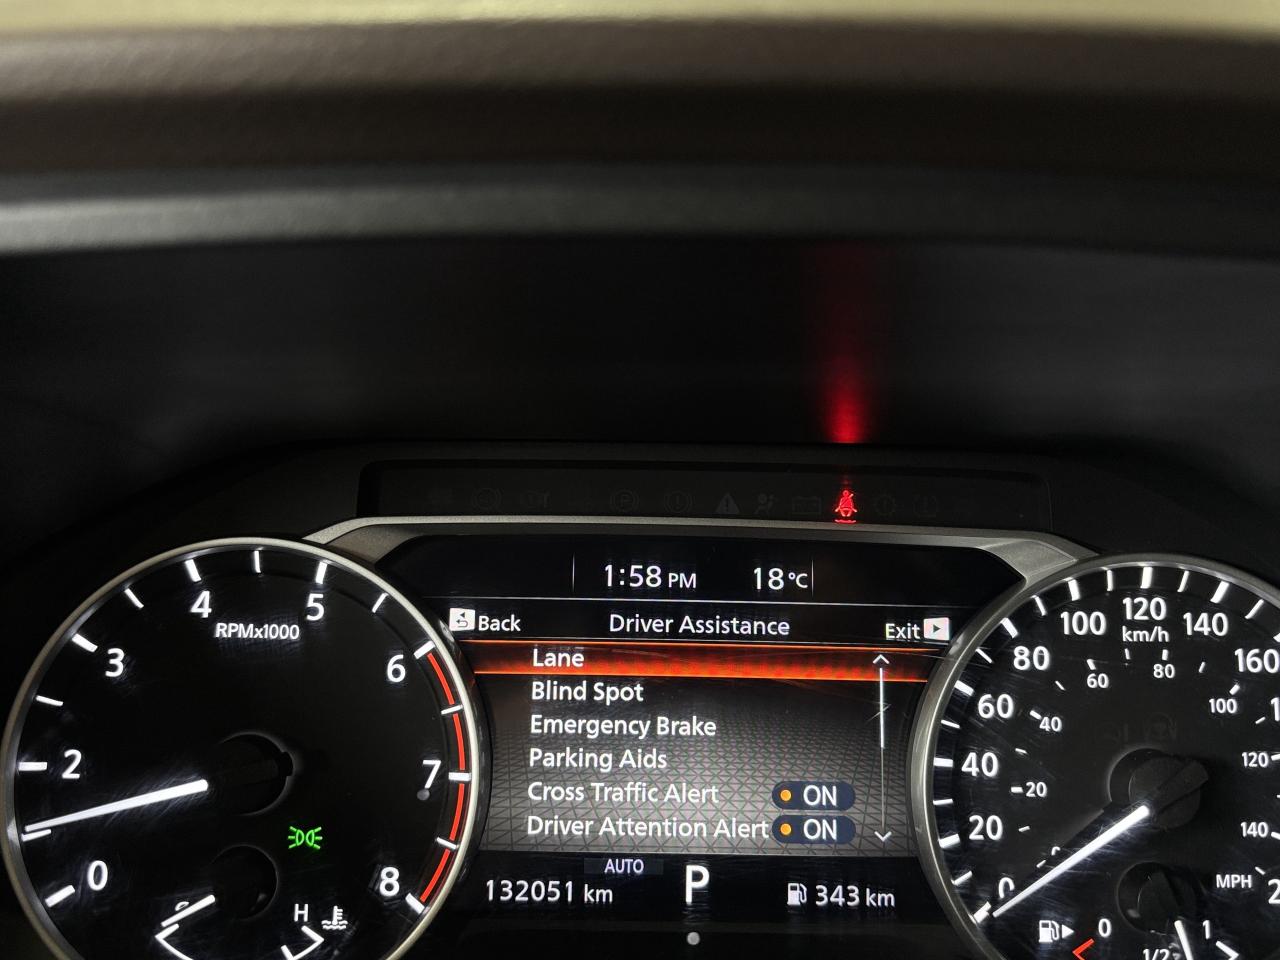 1:58 PM 18°C
Back Driver Assistance Exit
Lane
Blind Spot
Emergency Brake
Parking Aids
Cross Traffic Alert ON
Driver Attention Alert ON
AUTO
132051 km P 343 km
RPMx1000
0 2 3 4 5 6 7 8
H
km/h
0 20 40 60 80 100 120 140 160
20 40 60 80 100 120 140
MPH
0 1/2 1